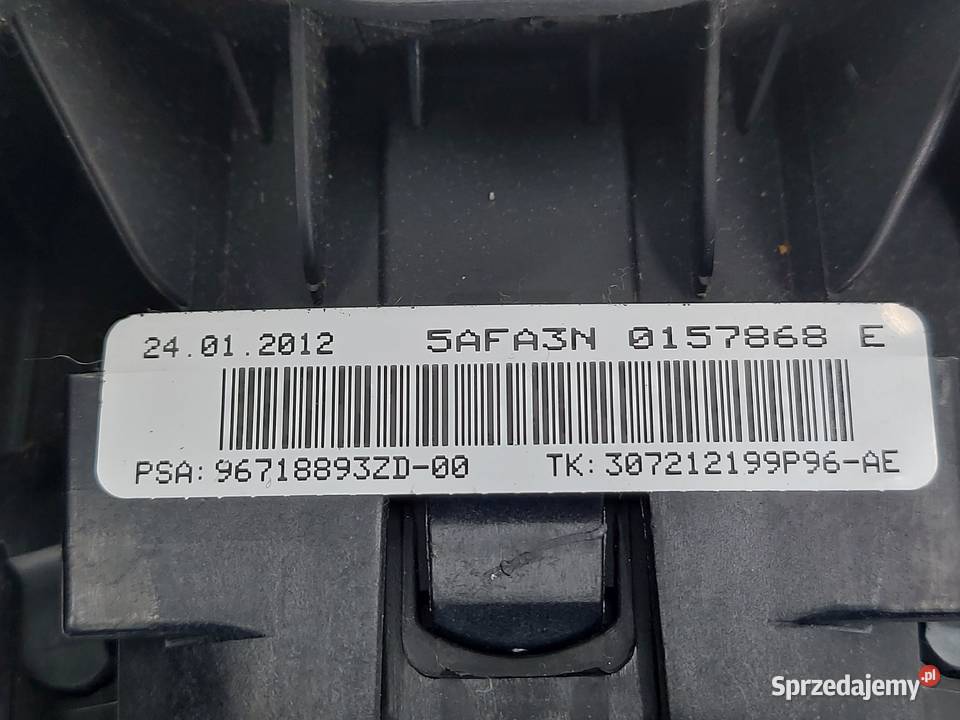 24.01.2012 5AFA3N 0157868 E
PSA:96718893ZD-00 TK:307212199P96-AE
Sprzedajemy.pl